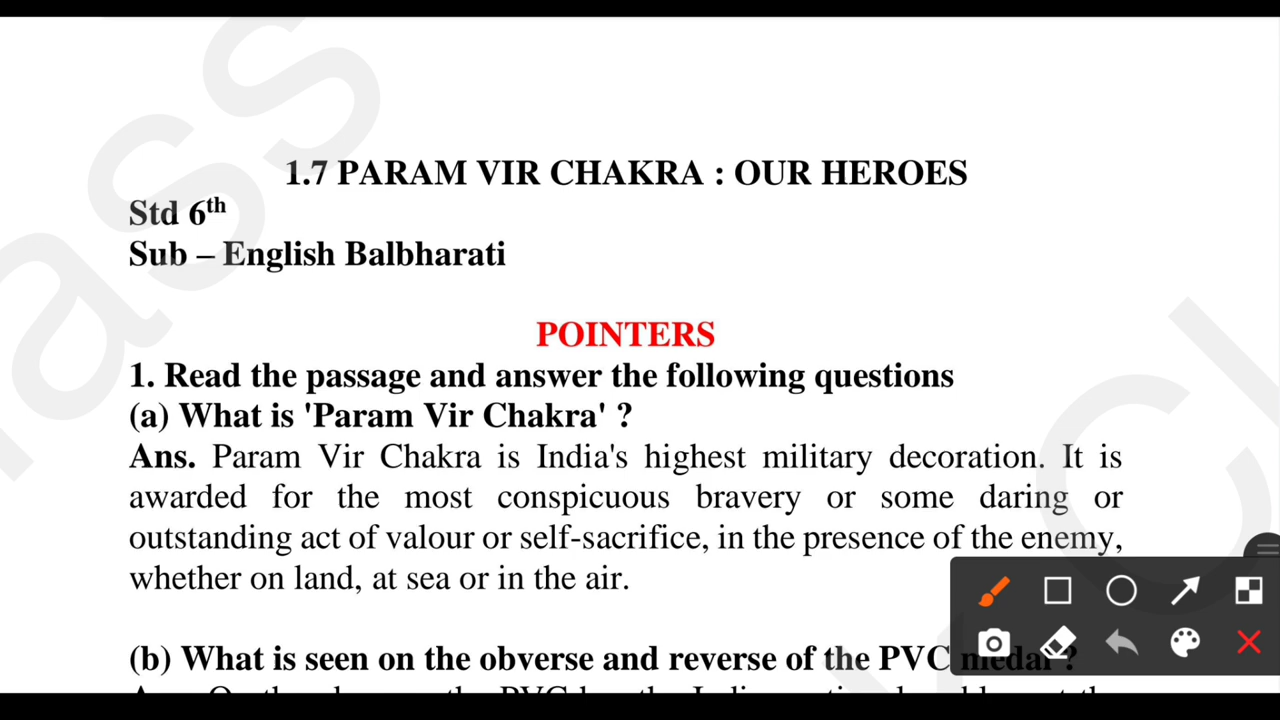 1.7 PARAM VIR CHAKRA : OUR HEROES
Std 6th
Sub – English Balbharati
POINTERS
1. Read the passage and answer the following questions
(a) What is 'Param Vir Chakra' ?
Ans. Param Vir Chakra is India's highest military decoration. It is
awarded for the most conspicuous bravery or some daring or
outstanding act of valour or self-sacrifice, in the presence of the enemy,
whether on land, at sea or in the air.
(b) What is seen on the obverse and reverse of the PVC medal ?